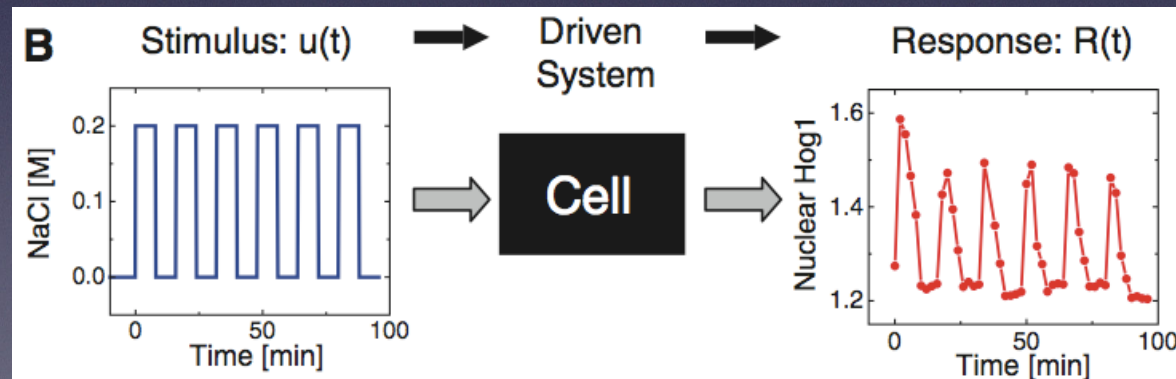 B
Stimulus: u(t)
Driven
System
Response: R(t)
NaCl [M]
0.2
0.1
0.0
0
50
100
Time [min]
Cell
Nuclear Hog1
1.6
1.4
1.2
0
50
100
Time [min]